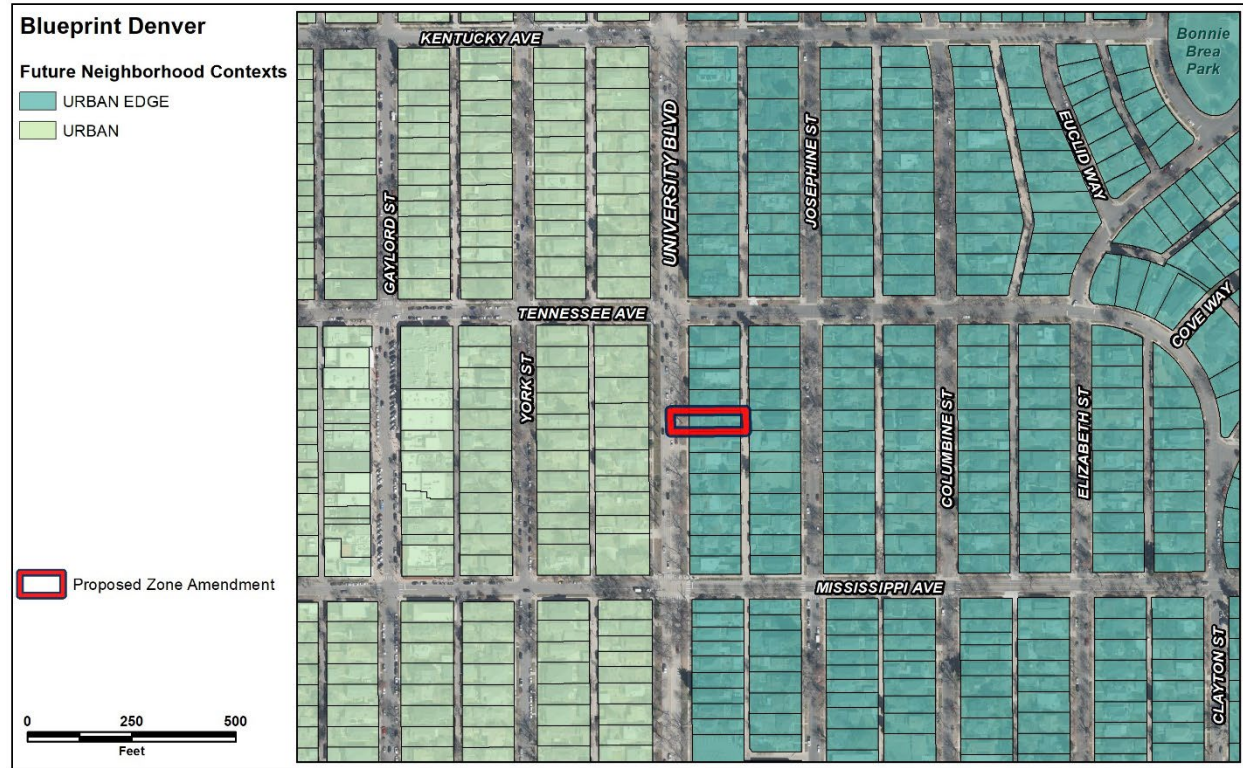 Blueprint Denver
Future Neighborhood Contexts
URBAN EDGE
URBAN
Proposed Zone Amendment
0 250 500
Feet
KENTUCKY AVE
Bonnie
Brea
Park
UNIVERSITY BLVD
JOSEPHINE ST
EUCLID WAY
GAYLORD ST
TENNESSEE AVE
COVE WAY
YORK ST
COLUMBINE ST
ELIZABETH ST
MISSISSIPPI AVE
CLAYTON ST